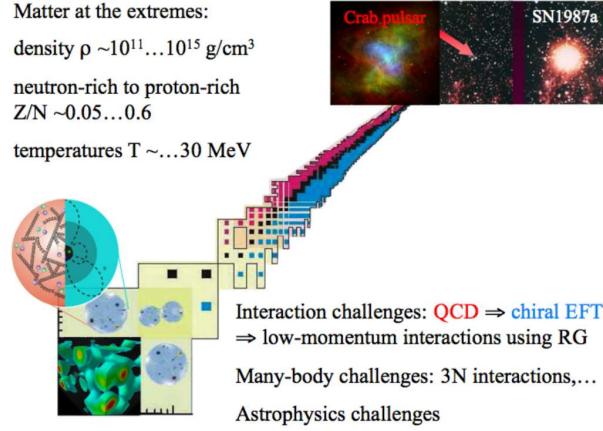 Matter at the extremes:
density ρ ~10¹¹…10¹⁵ g/cm³
neutron-rich to proton-rich
Z/N ~0.05…0.6
temperatures T ~…30 MeV
Crab pulsar
SN1987a
Interaction challenges: QCD ⇒ chiral EFT
⇒ low-momentum interactions using RG
Many-body challenges: 3N interactions,…
Astrophysics challenges